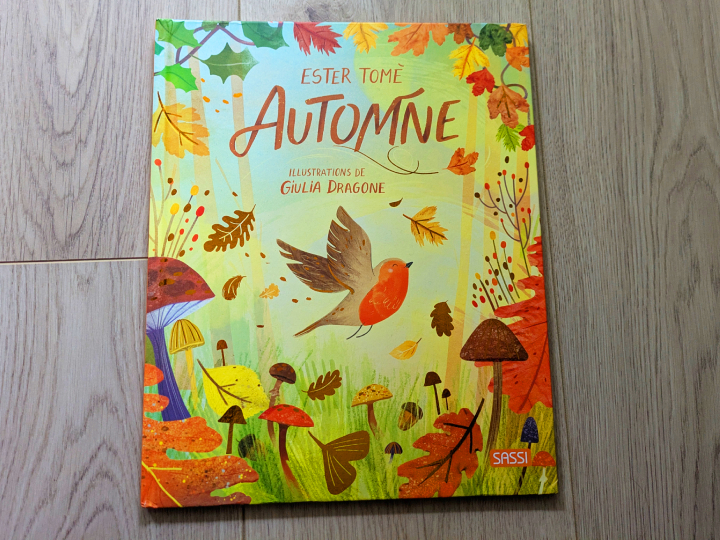 ESTER TOMÈ
AUTOMNE
ILLUSTRATIONS DE
GIULIA DRAGONE
SASSI